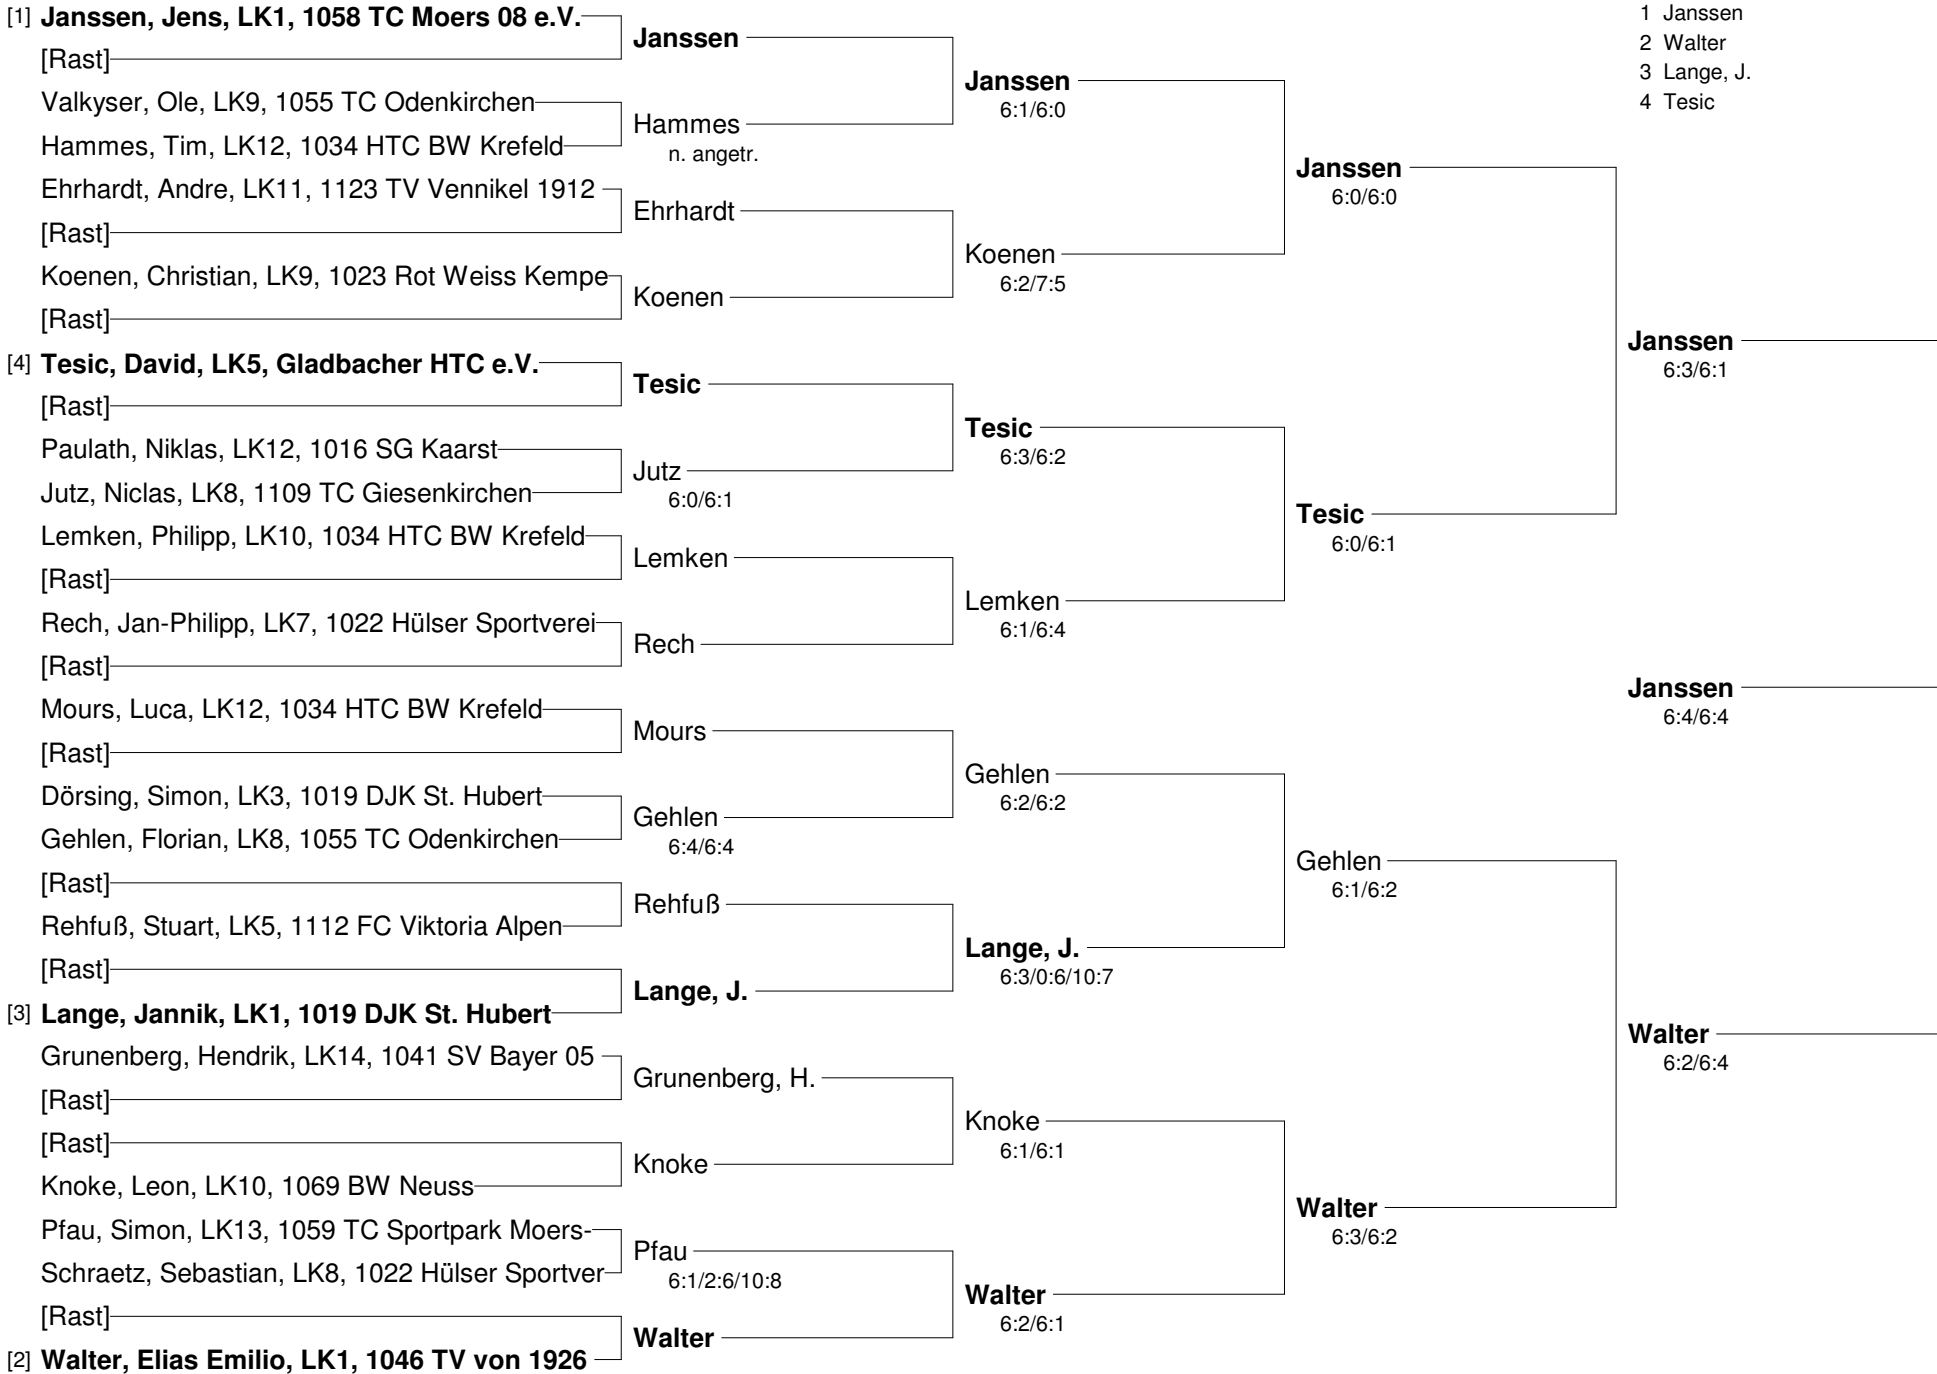 [1] Janssen, Jens, LK1, 1058 TC Moers 08 e.V.
[Rast]
Valkyser, Ole, LK9, 1055 TC Odenkirchen
Hammes, Tim, LK12, 1034 HTC BW Krefeld
Ehrhardt, Andre, LK11, 1123 TV Vennikel 1912
[Rast]
Koenen, Christian, LK9, 1023 Rot Weiss Kempe
[Rast]
[4] Tesic, David, LK5, Gladbacher HTC e.V.
[Rast]
Paulath, Niklas, LK12, 1016 SG Kaarst
Jutz, Niclas, LK8, 1109 TC Giesenkirchen
Lemken, Philipp, LK10, 1034 HTC BW Krefeld
[Rast]
Rech, Jan-Philipp, LK7, 1022 Hülser Sportverei
[Rast]
Mours, Luca, LK12, 1034 HTC BW Krefeld
[Rast]
Dörsing, Simon, LK3, 1019 DJK St. Hubert
Gehlen, Florian, LK8, 1055 TC Odenkirchen
[Rast]
Rehfuß, Stuart, LK5, 1112 FC Viktoria Alpen
[Rast]
[3] Lange, Jannik, LK1, 1019 DJK St. Hubert
Grunenberg, Hendrik, LK14, 1041 SV Bayer 05
[Rast]
[Rast]
Knoke, Leon, LK10, 1069 BW Neuss
Pfau, Simon, LK13, 1059 TC Sportpark Moers-
Schraetz, Sebastian, LK8, 1022 Hülser Sportver
[Rast]
[2] Walter, Elias Emilio, LK1, 1046 TV von 1926
Janssen
Hammes
n. angetr.
Ehrhardt
Koenen
Tesic
Jutz
6:0/6:1
Lemken
Rech
Mours
Gehlen
6:4/6:4
Rehfuß
Lange, J.
Grunenberg, H.
Knoke
Pfau
6:1/2:6/10:8
Walter
Janssen
6:1/6:0
Koenen
6:2/7:5
Tesic
6:3/6:2
Lemken
6:1/6:4
Gehlen
6:2/6:2
Lange, J.
6:3/0:6/10:7
Knoke
6:1/6:1
Walter
6:2/6:1
Janssen
6:0/6:0
Tesic
6:0/6:1
Gehlen
6:1/6:2
Walter
6:3/6:2
1 Janssen
2 Walter
3 Lange, J.
4 Tesic
Janssen
6:3/6:1
Janssen
6:4/6:4
Walter
6:2/6:4